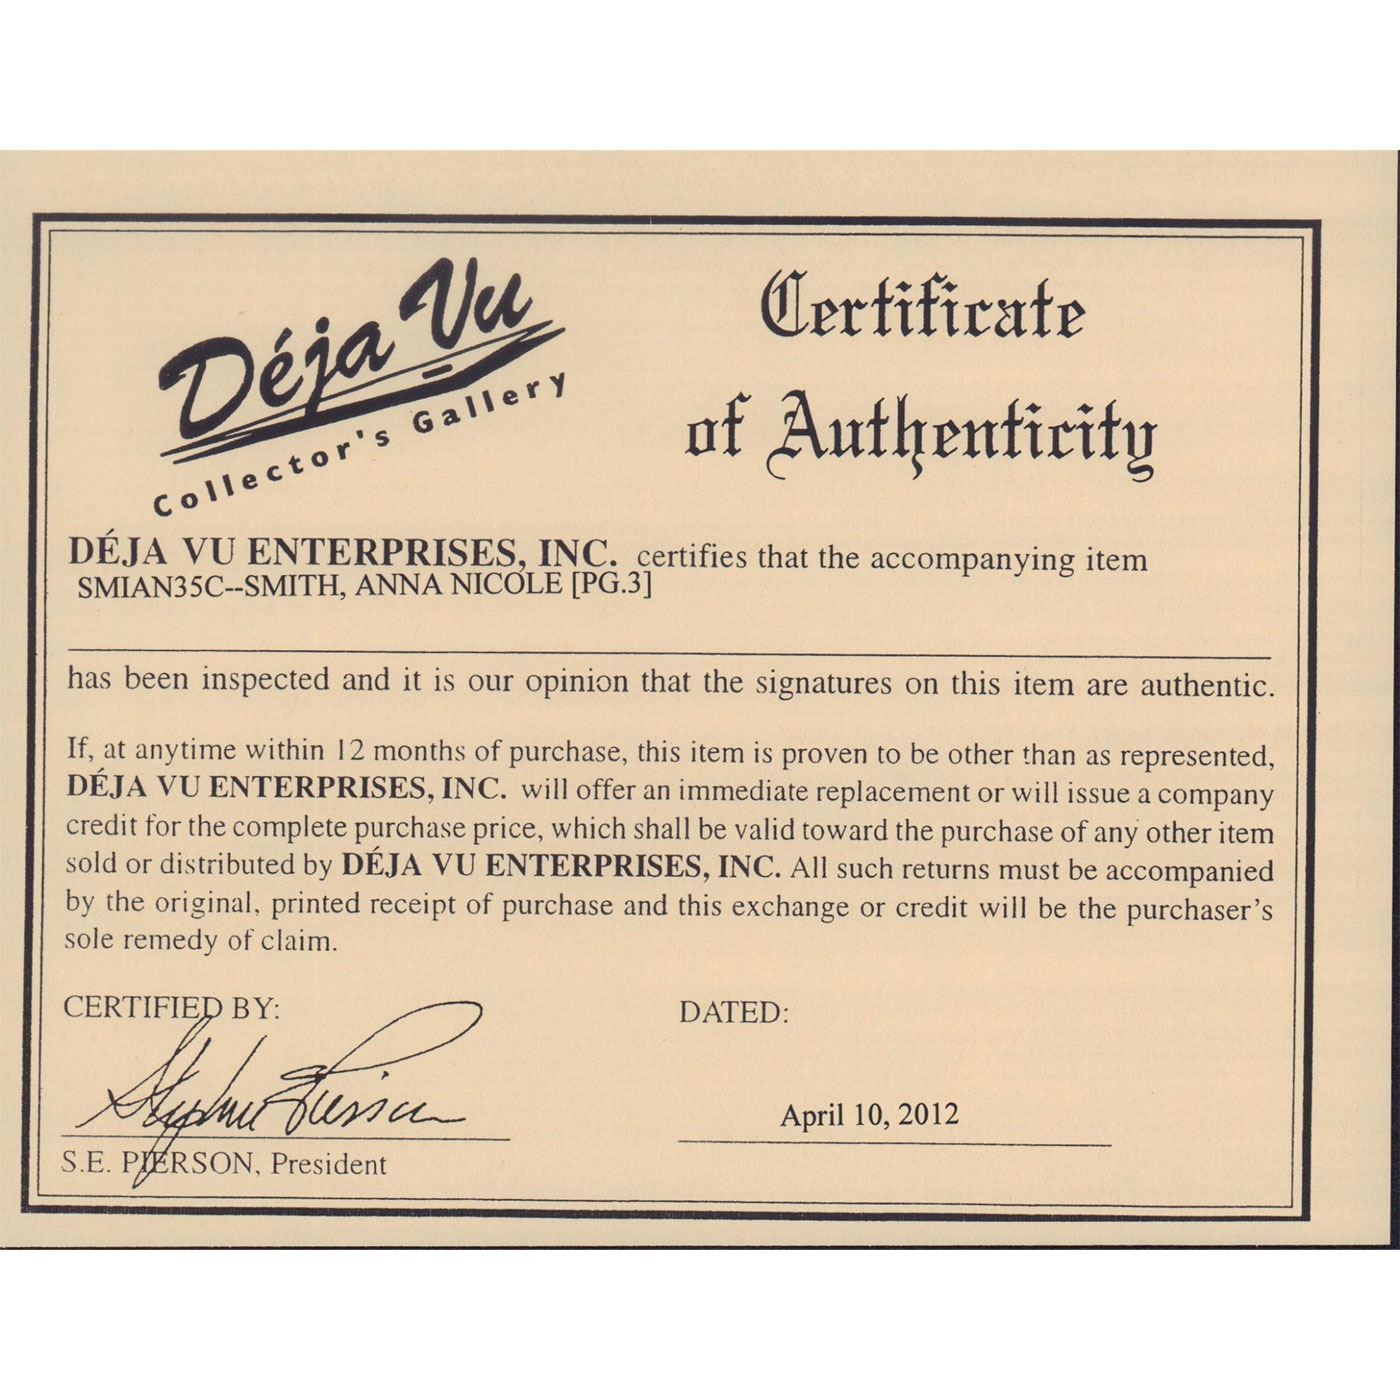 Déja Vu
Collector's Gallery
Certificate
of Authenticity
DÉJA VU ENTERPRISES, INC. certifies that the accompanying item
SMIAN35C--SMITH, ANNA NICOLE [PG.3]
has been inspected and it is our opinion that the signatures on this item are authentic.
If, at anytime within 12 months of purchase, this item is proven to be other than as represented,
DÉJA VU ENTERPRISES, INC. will offer an immediate replacement or will issue a company
credit for the complete purchase price, which shall be valid toward the purchase of any other item
sold or distributed by DÉJA VU ENTERPRISES, INC. All such returns must be accompanied
by the original, printed receipt of purchase and this exchange or credit will be the purchaser's
sole remedy of claim.
CERTIFIED BY:
DATED:
April 10, 2012
S.E. PIERSON, President